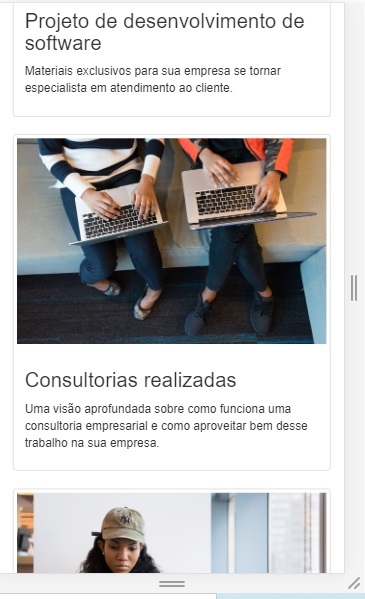 Projeto de desenvolvimento de
software
Materiais exclusivos para sua empresa se tornar
especialista em atendimento ao cliente.
Consultorias realizadas
Uma visão aprofundada sobre como funciona uma
consultoria empresarial e como aproveitar bem desse
trabalho na sua empresa.